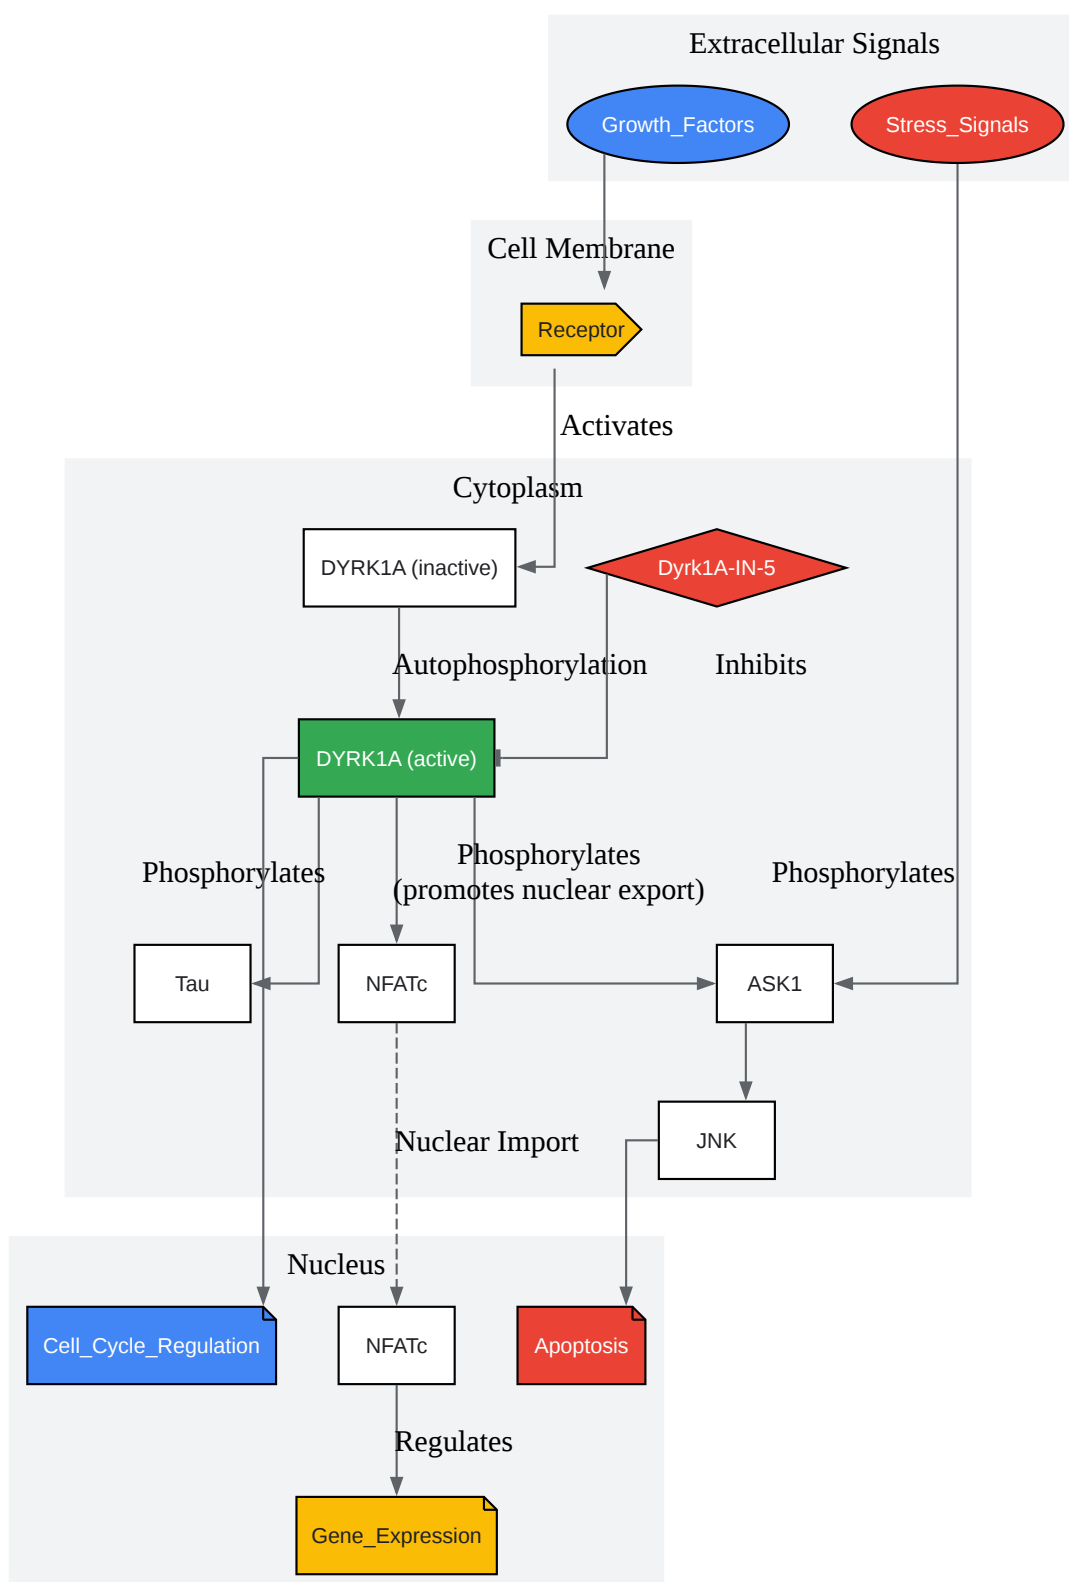 Extracellular Signals
Growth_Factors
Stress_Signals
Cell Membrane
Receptor
Activates
Cytoplasm
DYRK1A (inactive)
Dyrk1A-IN-5
Autophosphorylation
Inhibits
DYRK1A (active)
Phosphorylates
Phosphorylates
(promotes nuclear export)
Phosphorylates
Tau
NFATc
ASK1
Nuclear Import
JNK
Nucleus
Cell_Cycle_Regulation
NFATc
Apoptosis
Regulates
Gene_Expression